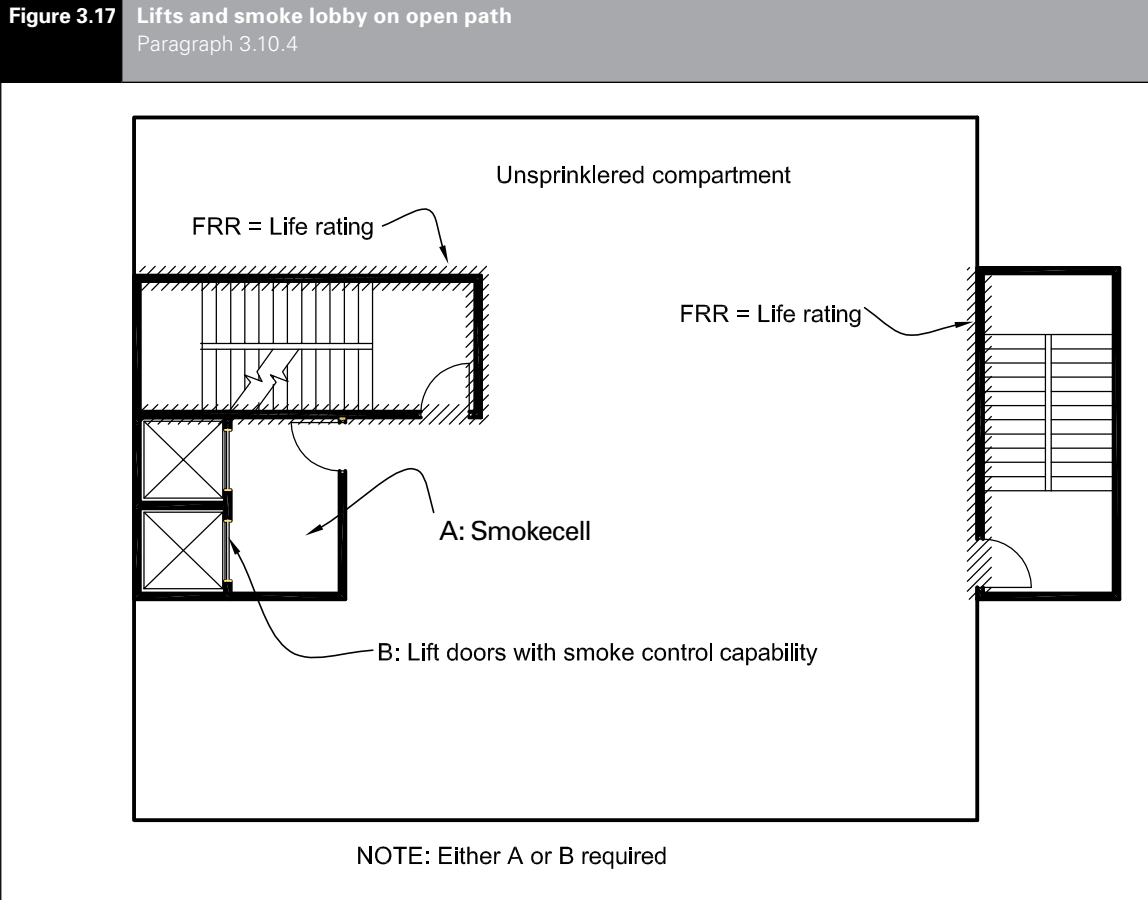 Figure 3.17 Lifts and smoke lobby on open path
Paragraph 3.10.4
Unsprinklered compartment
FRR = Life rating
FRR = Life rating
A: Smokecell
B: Lift doors with smoke control capability
NOTE: Either A or B required